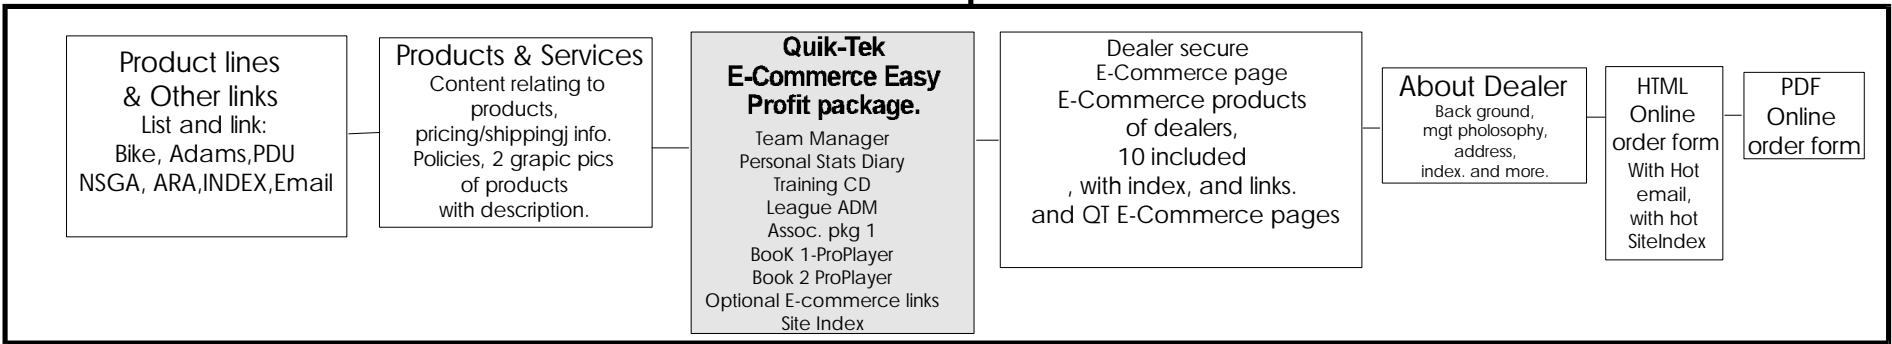 Product lines
& Other links
List and link:
Bike, Adams,PDU
NSGA, ARA,INDEX,Email
Products & Services
Content relating to
products,
pricing/shippingj info.
Policies, 2 grapic pics
of products
with description.
Quik-Tek
E-Commerce Easy
Profit package.
Team Manager
Personal Stats Diary
Training CD
League ADM
Assoc. pkg 1
BooK 1-ProPlayer
Book 2 ProPlayer
Optional E-commerce links
Site Index
Dealer secure
E-Commerce page
E-Commerce products
of dealers,
10 included
, with index, and links.
and QT E-Commerce pages
About Dealer
Back ground,
mgt pholosophy,
address,
index. and more.
HTML
Online
order form
With Hot
email,
with hot
SiteIndex
PDF
Online
order form